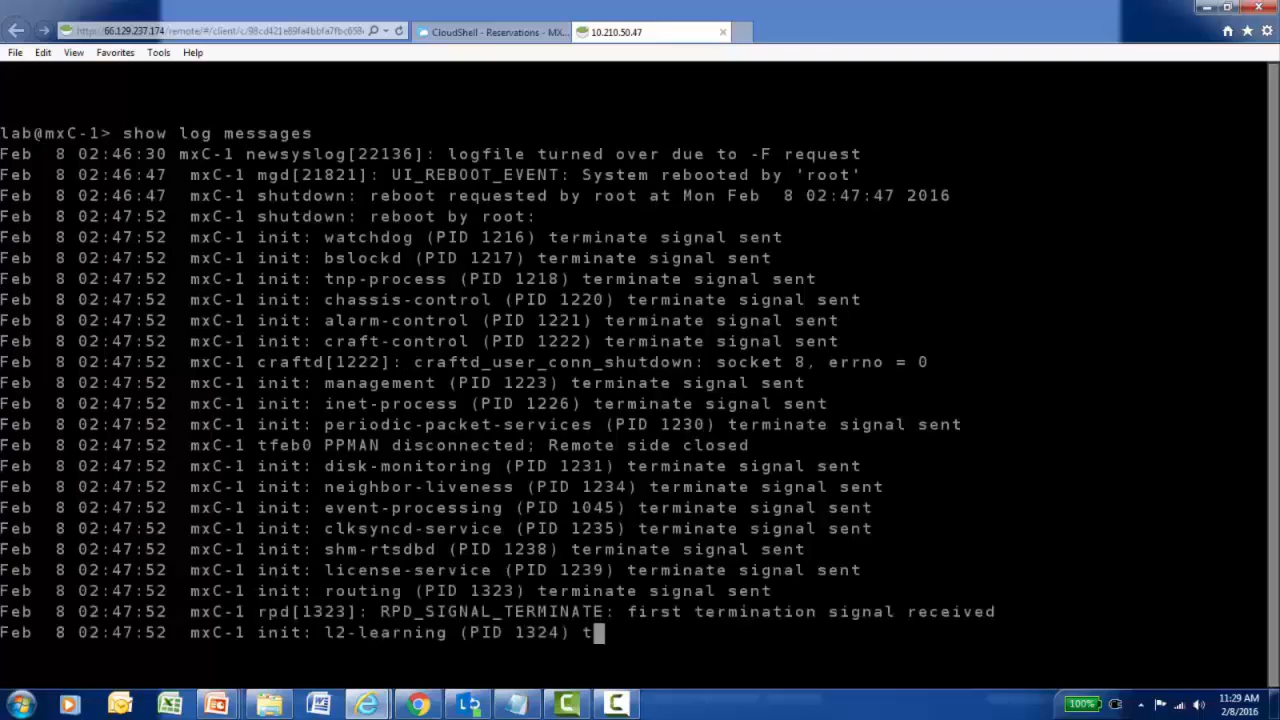 http://66.129.237.174/remote/#/client/c/98cd421e89fa4bbfa7fbc658
CloudShell - Reservations - MX...
10.210.50.47
File Edit View Favorites Tools Help
lab@mxC-1> show log messages
Feb  8 02:46:30 mxC-1 newsyslog[22136]: logfile turned over due to -F request
Feb  8 02:46:47  mxC-1 mgd[21821]: UI_REBOOT_EVENT: System rebooted by 'root'
Feb  8 02:46:47  mxC-1 shutdown: reboot requested by root at Mon Feb  8 02:47:47 2016
Feb  8 02:47:52  mxC-1 shutdown: reboot by root:
Feb  8 02:47:52  mxC-1 init: watchdog (PID 1216) terminate signal sent
Feb  8 02:47:52  mxC-1 init: bslockd (PID 1217) terminate signal sent
Feb  8 02:47:52  mxC-1 init: tnp-process (PID 1218) terminate signal sent
Feb  8 02:47:52  mxC-1 init: chassis-control (PID 1220) terminate signal sent
Feb  8 02:47:52  mxC-1 init: alarm-control (PID 1221) terminate signal sent
Feb  8 02:47:52  mxC-1 init: craft-control (PID 1222) terminate signal sent
Feb  8 02:47:52  mxC-1 craftd[1222]: craftd_user_conn_shutdown: socket 8, errno = 0
Feb  8 02:47:52  mxC-1 init: management (PID 1223) terminate signal sent
Feb  8 02:47:52  mxC-1 init: inet-process (PID 1226) terminate signal sent
Feb  8 02:47:52  mxC-1 init: periodic-packet-services (PID 1230) terminate signal sent
Feb  8 02:47:52  mxC-1 tfeb0 PPMAN disconnected; Remote side closed
Feb  8 02:47:52  mxC-1 init: disk-monitoring (PID 1231) terminate signal sent
Feb  8 02:47:52  mxC-1 init: neighbor-liveness (PID 1234) terminate signal sent
Feb  8 02:47:52  mxC-1 init: event-processing (PID 1045) terminate signal sent
Feb  8 02:47:52  mxC-1 init: clksyncd-service (PID 1235) terminate signal sent
Feb  8 02:47:52  mxC-1 init: shm-rtsdbd (PID 1238) terminate signal sent
Feb  8 02:47:52  mxC-1 init: license-service (PID 1239) terminate signal sent
Feb  8 02:47:52  mxC-1 init: routing (PID 1323) terminate signal sent
Feb  8 02:47:52  mxC-1 rpd[1323]: RPD_SIGNAL_TERMINATE: first termination signal received
Feb  8 02:47:52  mxC-1 init: l2-learning (PID 1324) t
100%
11:29 AM
2/8/2016